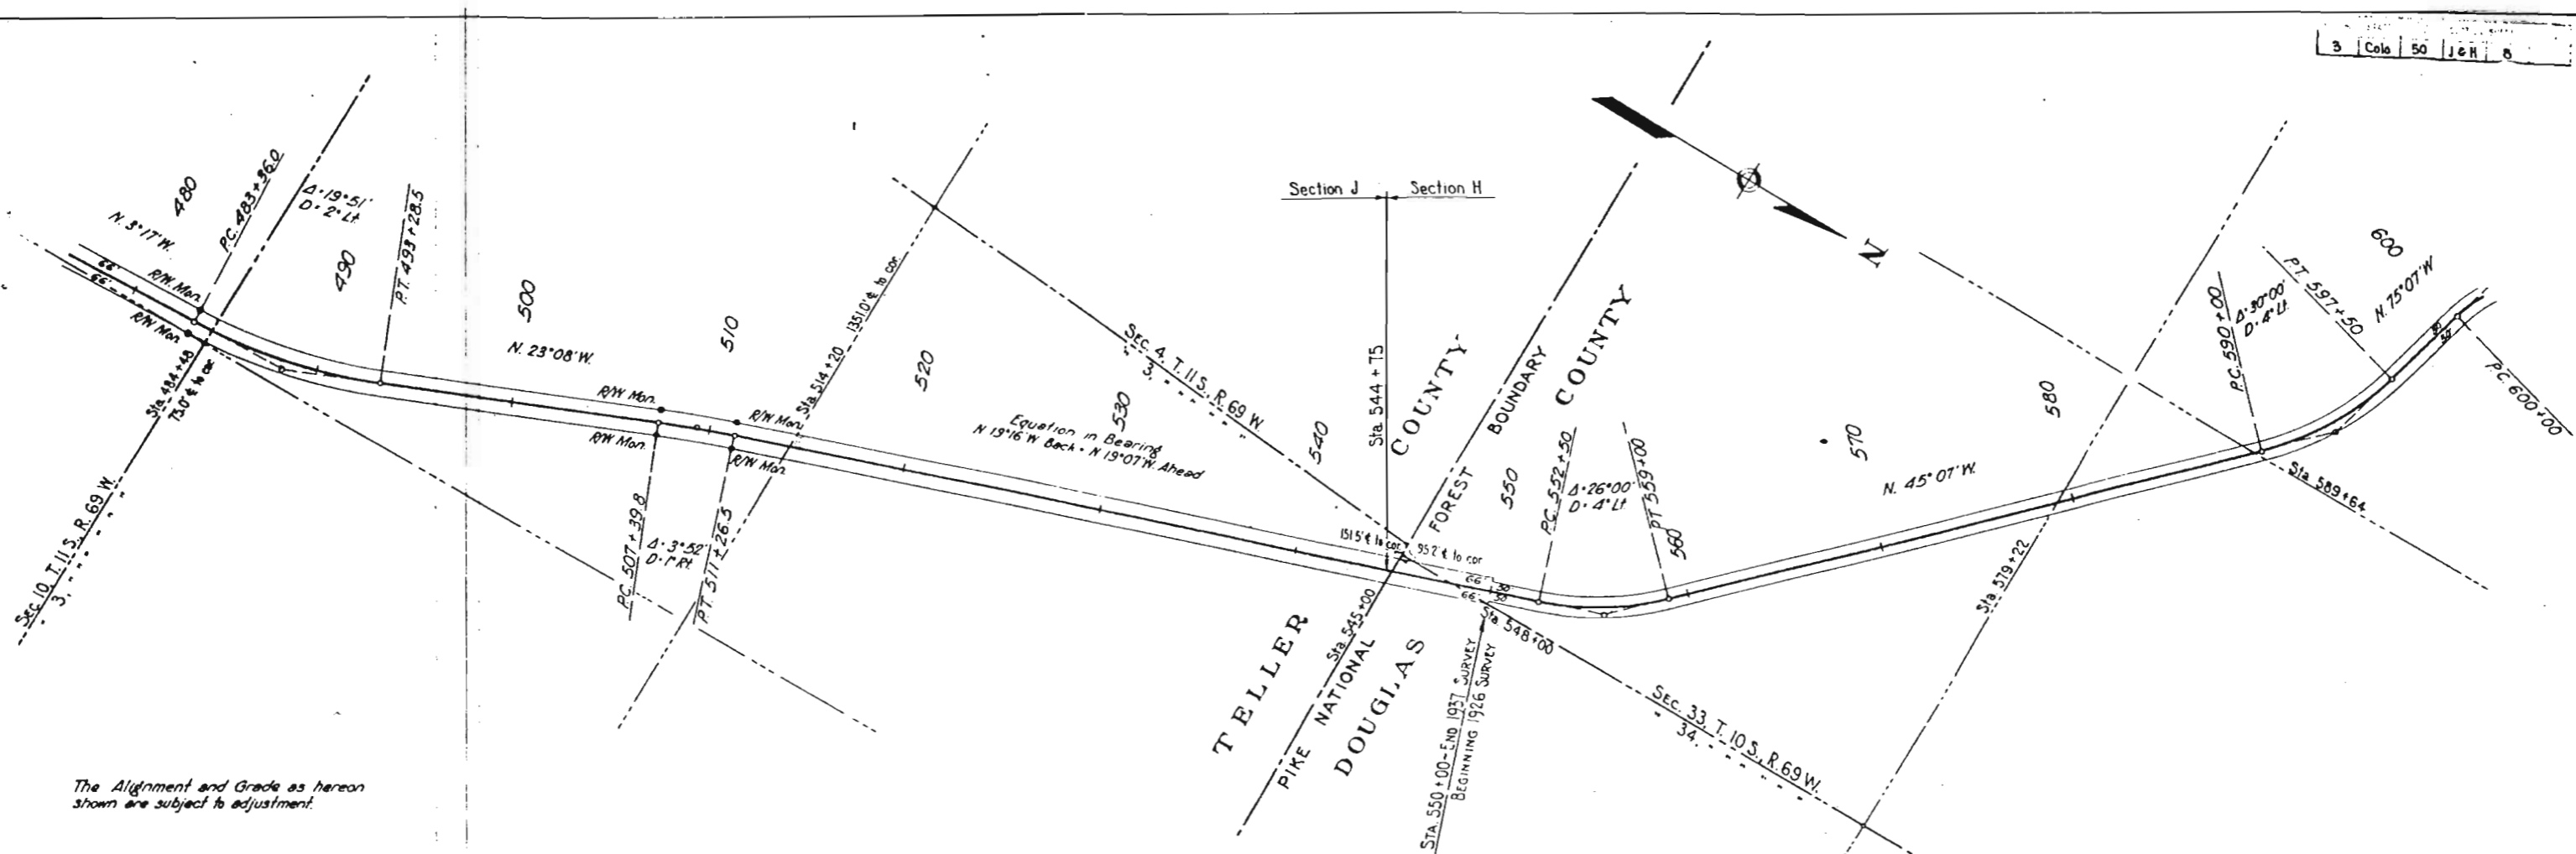 3 Colo 50 J&H 8
480
N. 3°17' W.
P.C. 483+36.0
Δ·19°51'
D·2° Lt.
490
P.T. 493+28.5
66'
66'
R/W Mon.
R/W Mon.
Sta. 484+48
73.0' ℄ to cor.
SEC. 10, T. 11 S., R. 69 W.
" 3, " " " "
500
N. 23°08' W.
510
R/W Mon.
R/W Mon.
R/W Mon.
R/W Mon.
P.C. 507+39.8
Δ·3°52'
D·1° Rt.
P.T. 511+26.5
Sta. 514+20
1351.0' ℄ to cor.
520
530
Equation in Bearing
N 19°16' W Back = N 19°07' W. Ahead
SEC. 4, T. 11 S., R. 69 W.
" 3, " " " "
540
Section J
Section H
Sta. 544+75
COUNTY
FOREST BOUNDARY
COUNTY
151.5' ℄ to cor.
95.2' ℄ to cor.
Sta. 545+00
TELLER
PIKE NATIONAL
DOUGLAS
66'
66'
Sta. 548+00
STA. 550+00 - END 1937 SURVEY
BEGINNING 1926 SURVEY
550
P.C. 552+50
Δ·26°00'
D·4° Lt.
P.T. 559+00
560
SEC. 33, T. 10 S., R. 69 W.
" 34, " " " "
570
N. 45°07' W.
580
Sta. 579+22
N
P.C. 590+00
Δ·30°00'
D·4° Lt.
P.T. 597+50
Sta. 589+64
600
N. 75°07' W
P.C. 600+00
The Alignment and Grade as hereon
shown are subject to adjustment.